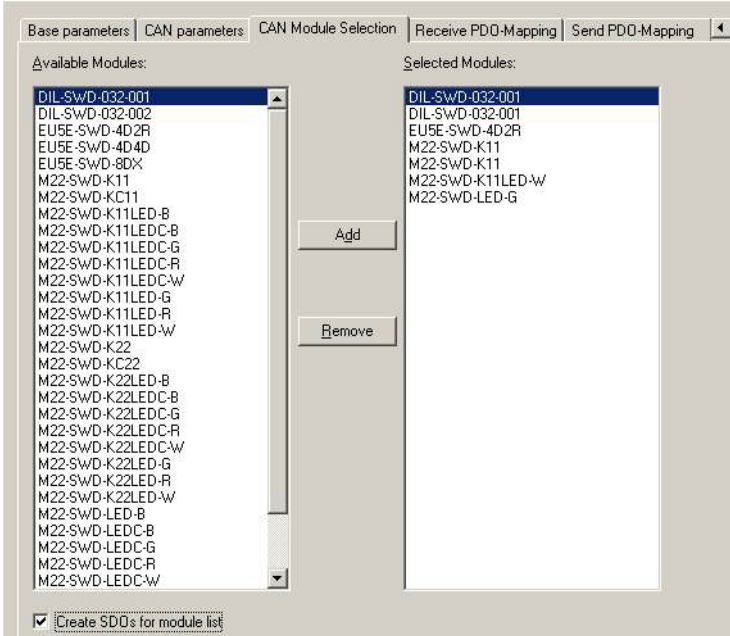 Base parameters CAN parameters CAN Module Selection Receive PDO-Mapping Send PDO-Mapping
Available Modules:
DIL-SWD-032-001
DIL-SWD-032-002
EU5E-SWD-4D2R
EU5E-SWD-4D4D
EU5E-SWD-8DX
M22-SWD-K11
M22-SWD-KC11
M22-SWD-K11LED-B
M22-SWD-K11LEDC-B
M22-SWD-K11LEDC-G
M22-SWD-K11LEDC-R
M22-SWD-K11LEDC-W
M22-SWD-K11LED-G
M22-SWD-K11LED-R
M22-SWD-K11LED-W
M22-SWD-K22
M22-SWD-KC22
M22-SWD-K22LED-B
M22-SWD-K22LEDC-B
M22-SWD-K22LEDC-G
M22-SWD-K22LEDC-R
M22-SWD-K22LEDC-W
M22-SWD-K22LED-G
M22-SWD-K22LED-R
M22-SWD-K22LED-W
M22-SWD-LED-B
M22-SWD-LEDC-B
M22-SWD-LEDC-G
M22-SWD-LEDC-R
M22-SWD-LEDC-W
Add
Remove
Selected Modules:
DIL-SWD-032-001
DIL-SWD-032-001
EU5E-SWD-4D2R
M22-SWD-K11
M22-SWD-K11
M22-SWD-K11LED-W
M22-SWD-LED-G
Create SDOs for module list